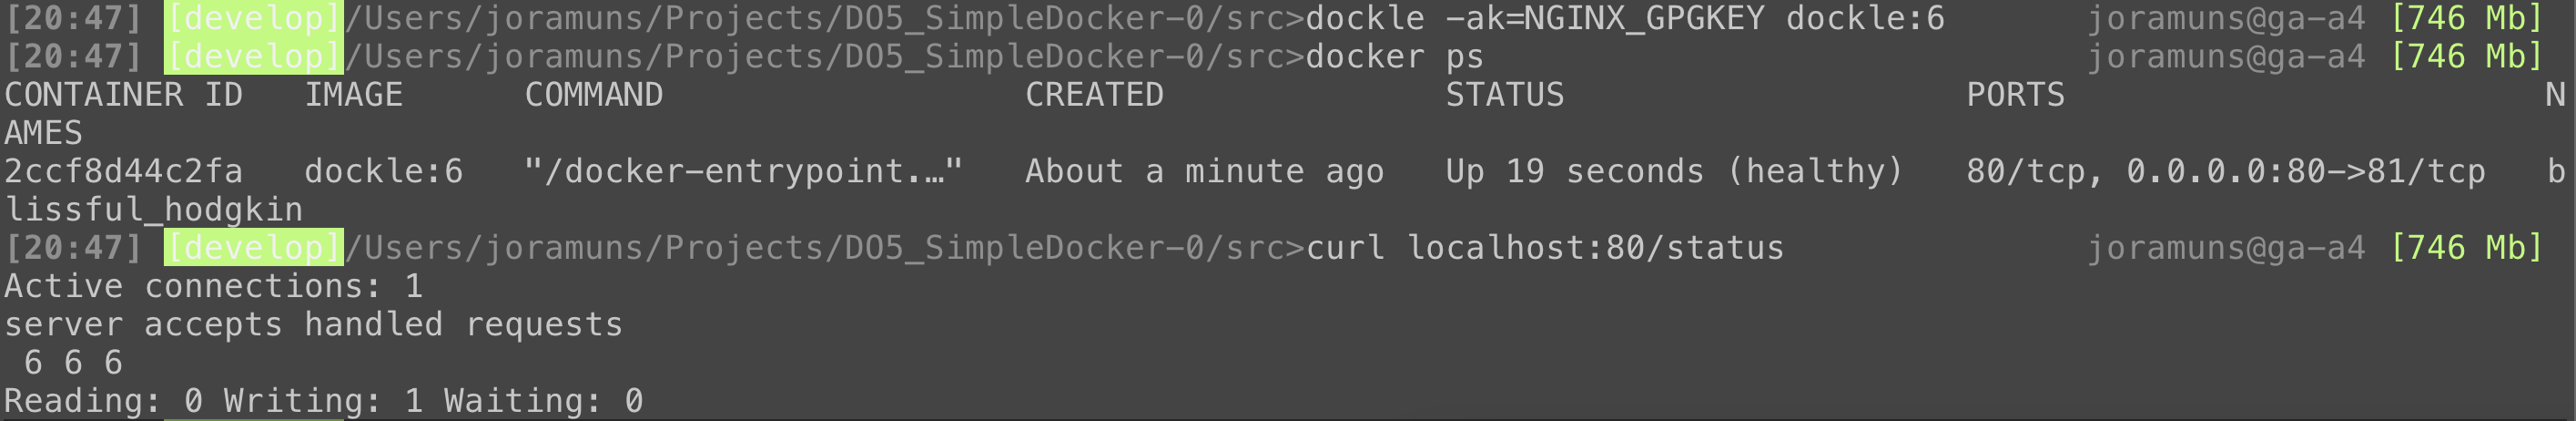 [20:47] [develop]/Users/joramuns/Projects/DO5_SimpleDocker-0/src>dockle -ak=NGINX_GPGKEY dockle:6 joramuns@ga-a4 [746 Mb]
[20:47] [develop]/Users/joramuns/Projects/DO5_SimpleDocker-0/src>docker ps joramuns@ga-a4 [746 Mb]
CONTAINER ID IMAGE COMMAND CREATED STATUS PORTS N
AMES
2ccf8d44c2fa dockle:6 "/docker-entrypoint.…" About a minute ago Up 19 seconds (healthy) 80/tcp, 0.0.0.0:80->81/tcp b
lissful_hodgkin
[20:47] [develop]/Users/joramuns/Projects/DO5_SimpleDocker-0/src>curl localhost:80/status joramuns@ga-a4 [746 Mb]
Active connections: 1
server accepts handled requests
6 6 6
Reading: 0 Writing: 1 Waiting: 0